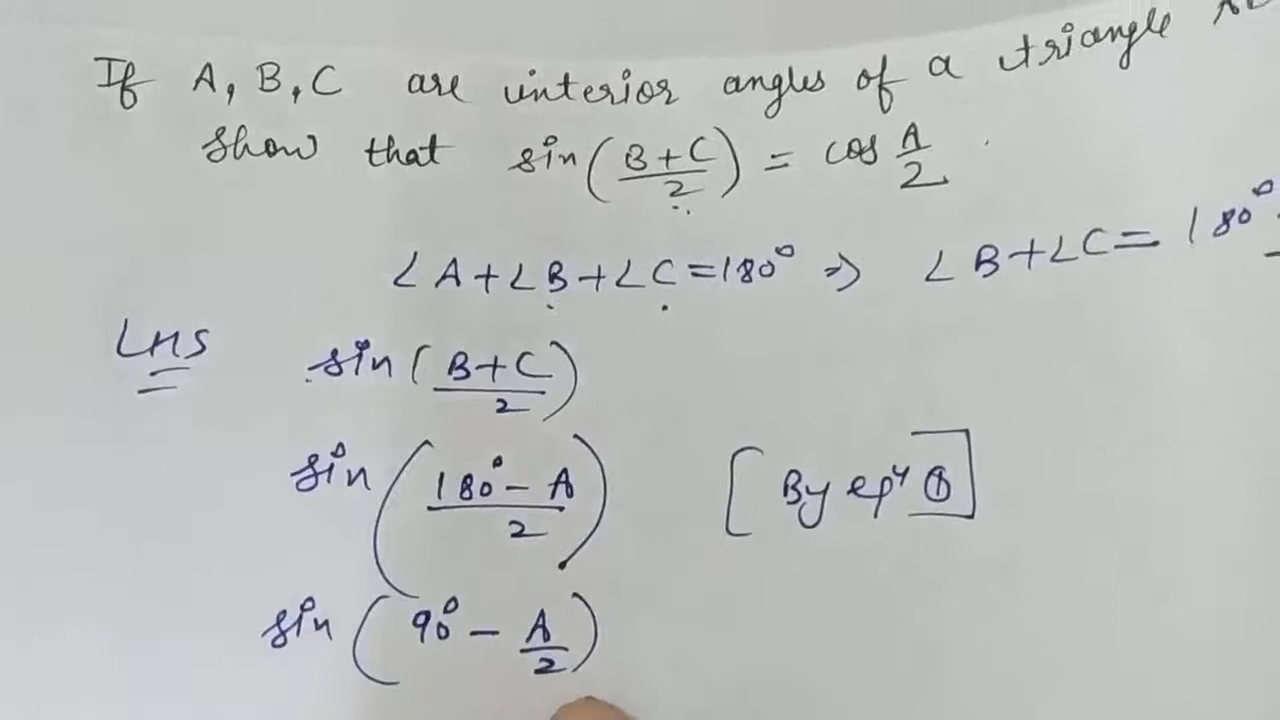 If A, B, C are interior angles of a triangle
show that sin(B+C/2) = cos A/2
∠A+∠B+∠C=180° ⇒ ∠B+∠C=180°-
LHS sin(B+C/2)
sin(180°-A/2) [By eqn ①]
sin(90°-A/2)